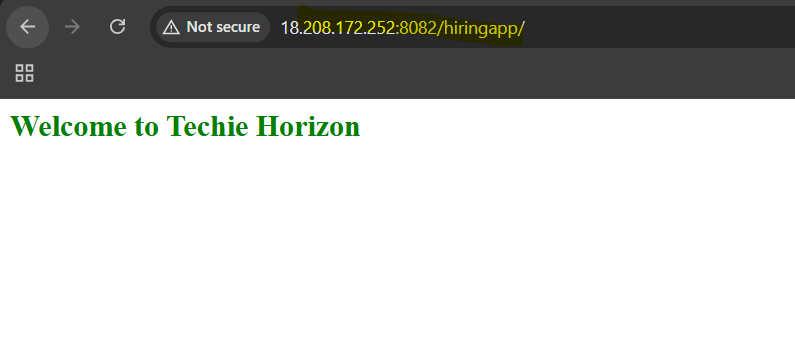 Not secure 18.208.172.252:8082/hiringapp/
Welcome to Techie Horizon